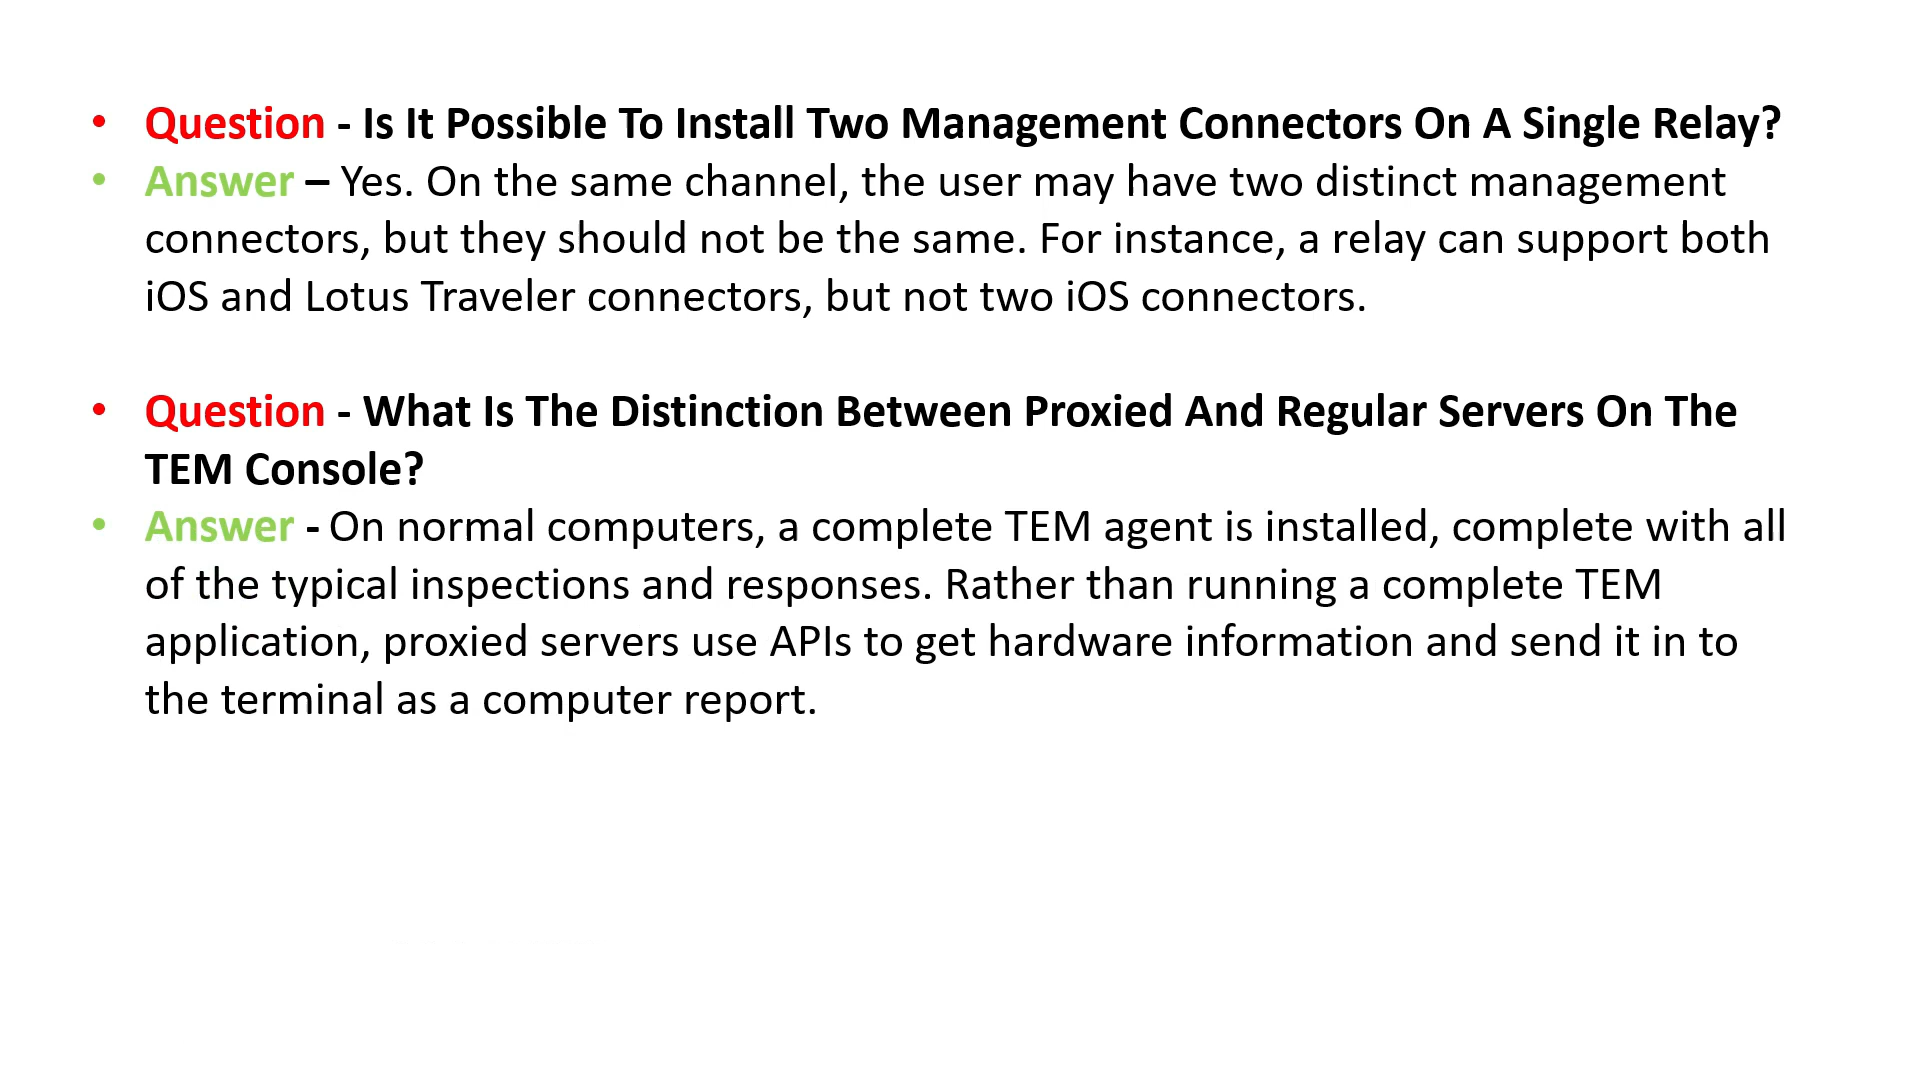 • Question - Is It Possible To Install Two Management Connectors On A Single Relay?
• Answer – Yes. On the same channel, the user may have two distinct management
connectors, but they should not be the same. For instance, a relay can support both
iOS and Lotus Traveler connectors, but not two iOS connectors.
• Question - What Is The Distinction Between Proxied And Regular Servers On The
TEM Console?
• Answer - On normal computers, a complete TEM agent is installed, complete with all
of the typical inspections and responses. Rather than running a complete TEM
application, proxied servers use APIs to get hardware information and send it in to
the terminal as a computer report.